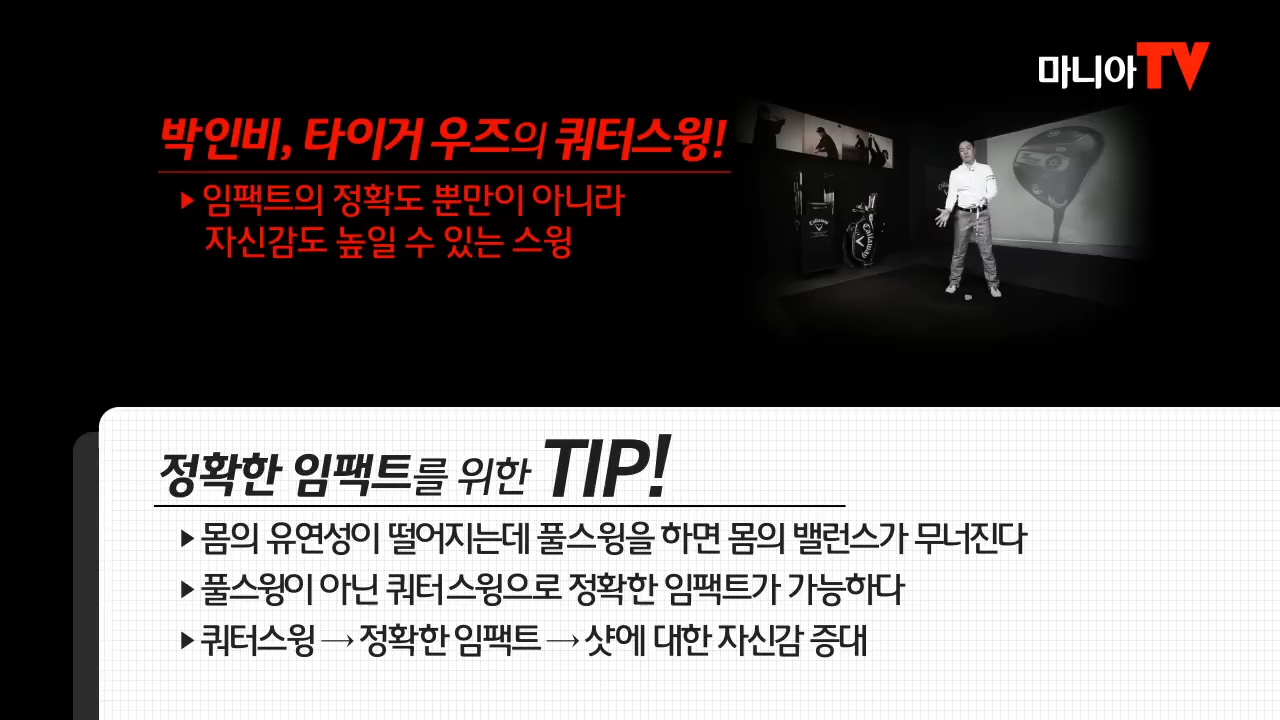 마니아TV
박인비, 타이거 우즈의 쿼터스윙!
▶ 임팩트의 정확도 뿐만이 아니라
자신감도 높일 수 있는 스윙
Callaway
Callaway
정확한 임팩트를 위한 TIP!
▶ 몸의 유연성이 떨어지는데 풀스윙을 하면 몸의 밸런스가 무너진다
▶ 풀스윙이 아닌 쿼터 스윙으로 정확한 임팩트가 가능하다
▶ 쿼터스윙 → 정확한 임팩트 → 샷에 대한 자신감 증대